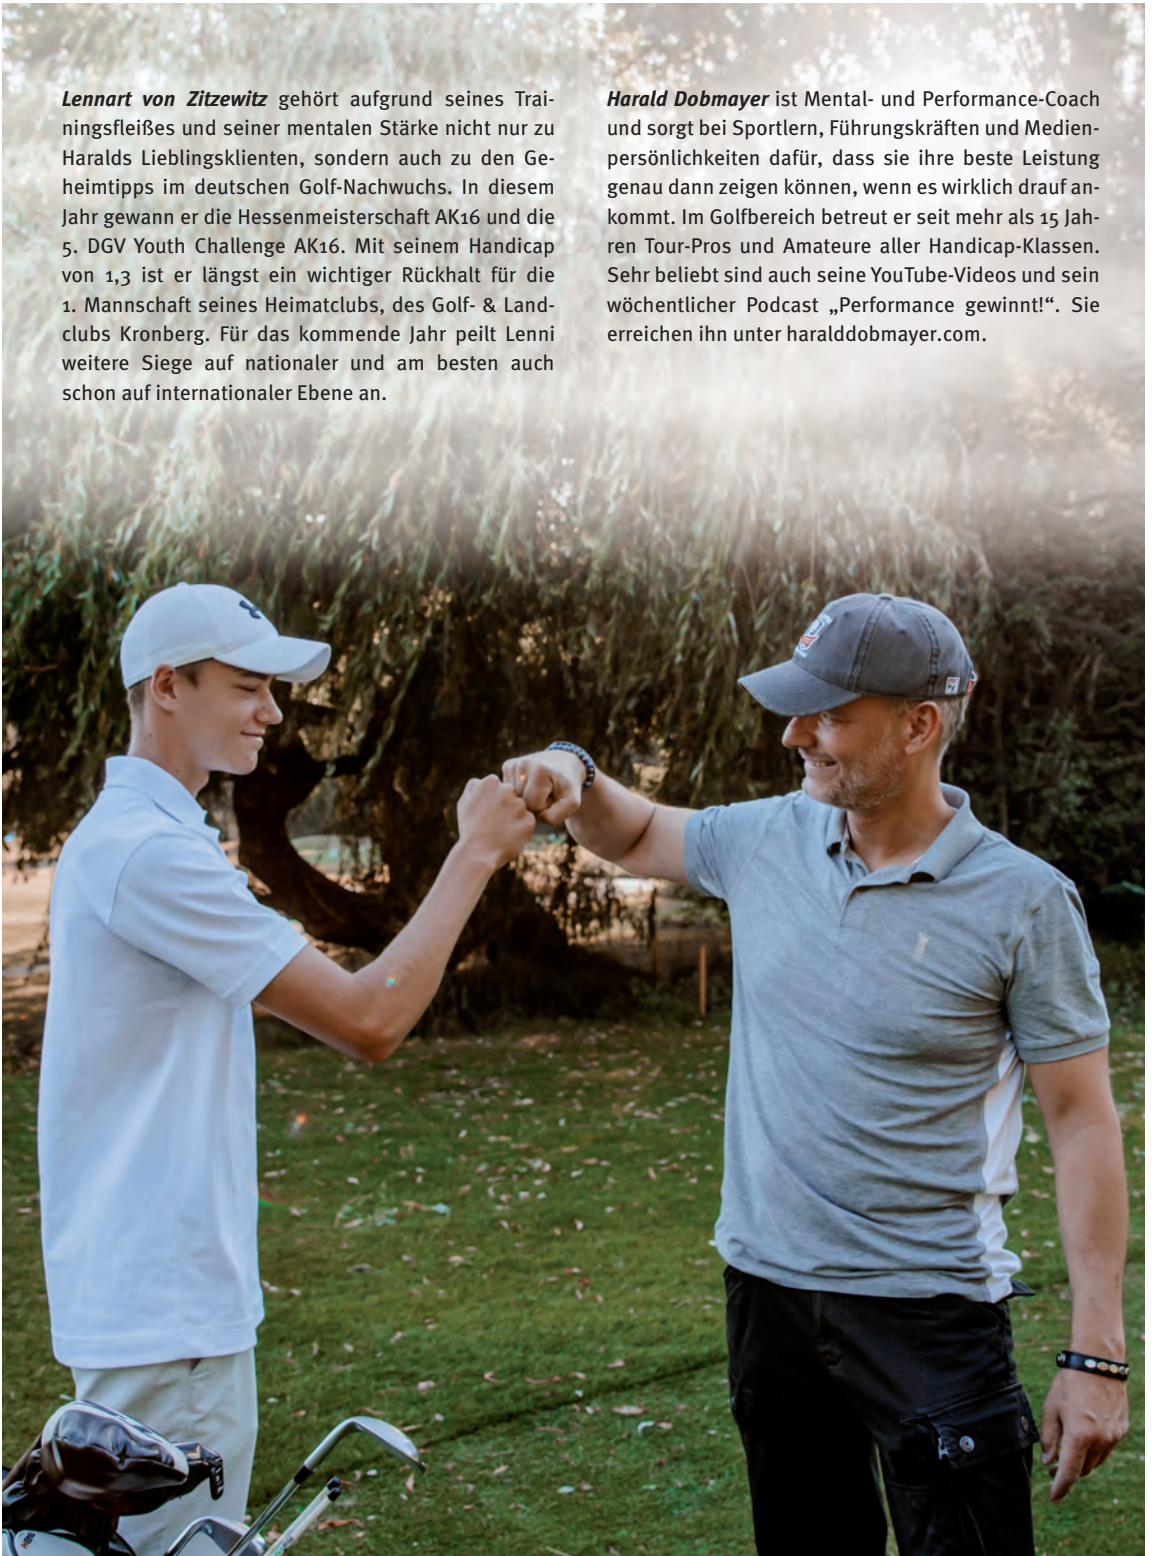 Lennart von Zitzewitz gehört aufgrund seines Trai-
ningsfleißes und seiner mentalen Stärke nicht nur zu
Haralds Lieblingsklienten, sondern auch zu den Ge-
heimtipps im deutschen Golf-Nachwuchs. In diesem
Jahr gewann er die Hessenmeisterschaft AK16 und die
5. DGV Youth Challenge AK16. Mit seinem Handicap
von 1,3 ist er längst ein wichtiger Rückhalt für die
1. Mannschaft seines Heimatclubs, des Golf- & Land-
clubs Kronberg. Für das kommende Jahr peilt Lenni
weitere Siege auf nationaler und am besten auch
schon auf internationaler Ebene an.
Harald Dobmayer ist Mental- und Performance-Coach
und sorgt bei Sportlern, Führungskräften und Medien-
persönlichkeiten dafür, dass sie ihre beste Leistung
genau dann zeigen können, wenn es wirklich drauf an-
kommt. Im Golfbereich betreut er seit mehr als 15 Jah-
ren Tour-Pros und Amateure aller Handicap-Klassen.
Sehr beliebt sind auch seine YouTube-Videos und sein
wöchentlicher Podcast „Performance gewinnt!“. Sie
erreichen ihn unter haralddobmayer.com.